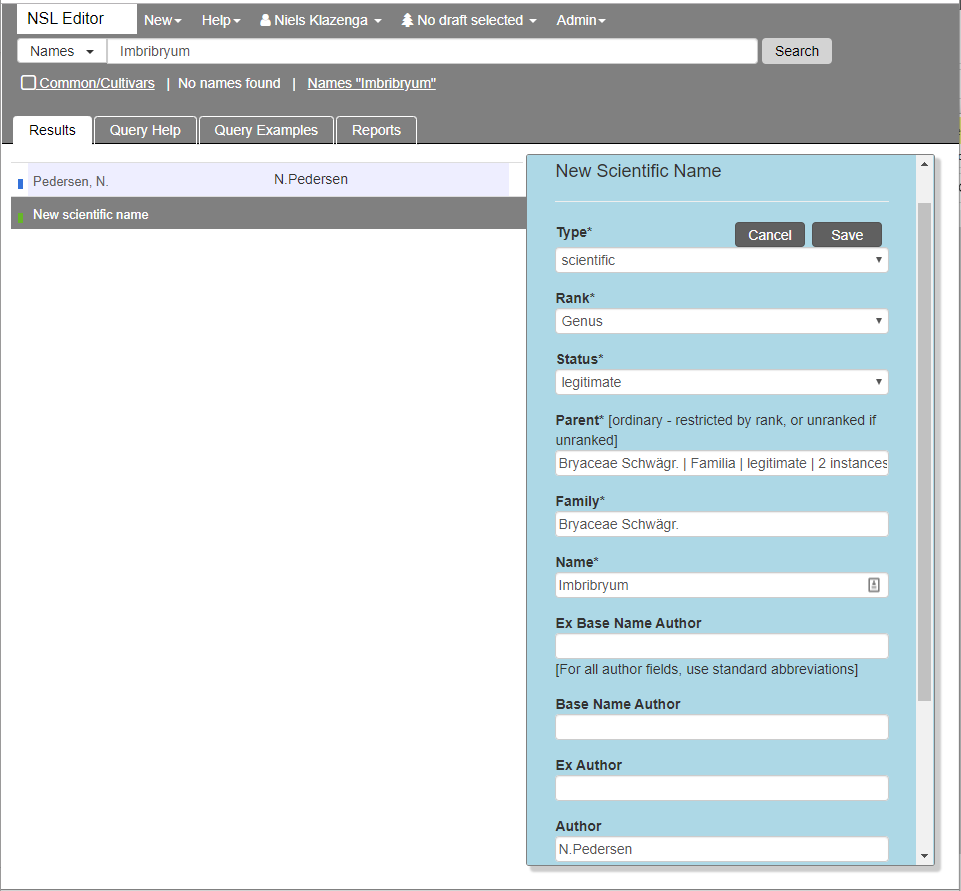 NSL Editor New Help Niels Klazenga No draft selected Admin
Names Imbribryum Search
Common/Cultivars | No names found | Names "Imbribryum"
Results Query Help Query Examples Reports
Pedersen, N. N.Pedersen
New scientific name
New Scientific Name
Type* Cancel Save
scientific
Rank*
Genus
Status*
legitimate
Parent* [ordinary - restricted by rank, or unranked if
unranked]
Bryaceae Schwägr. | Familia | legitimate | 2 instances
Family*
Bryaceae Schwägr.
Name*
Imbribryum
Ex Base Name Author
[For all author fields, use standard abbreviations]
Base Name Author
Ex Author
Author
N.Pedersen